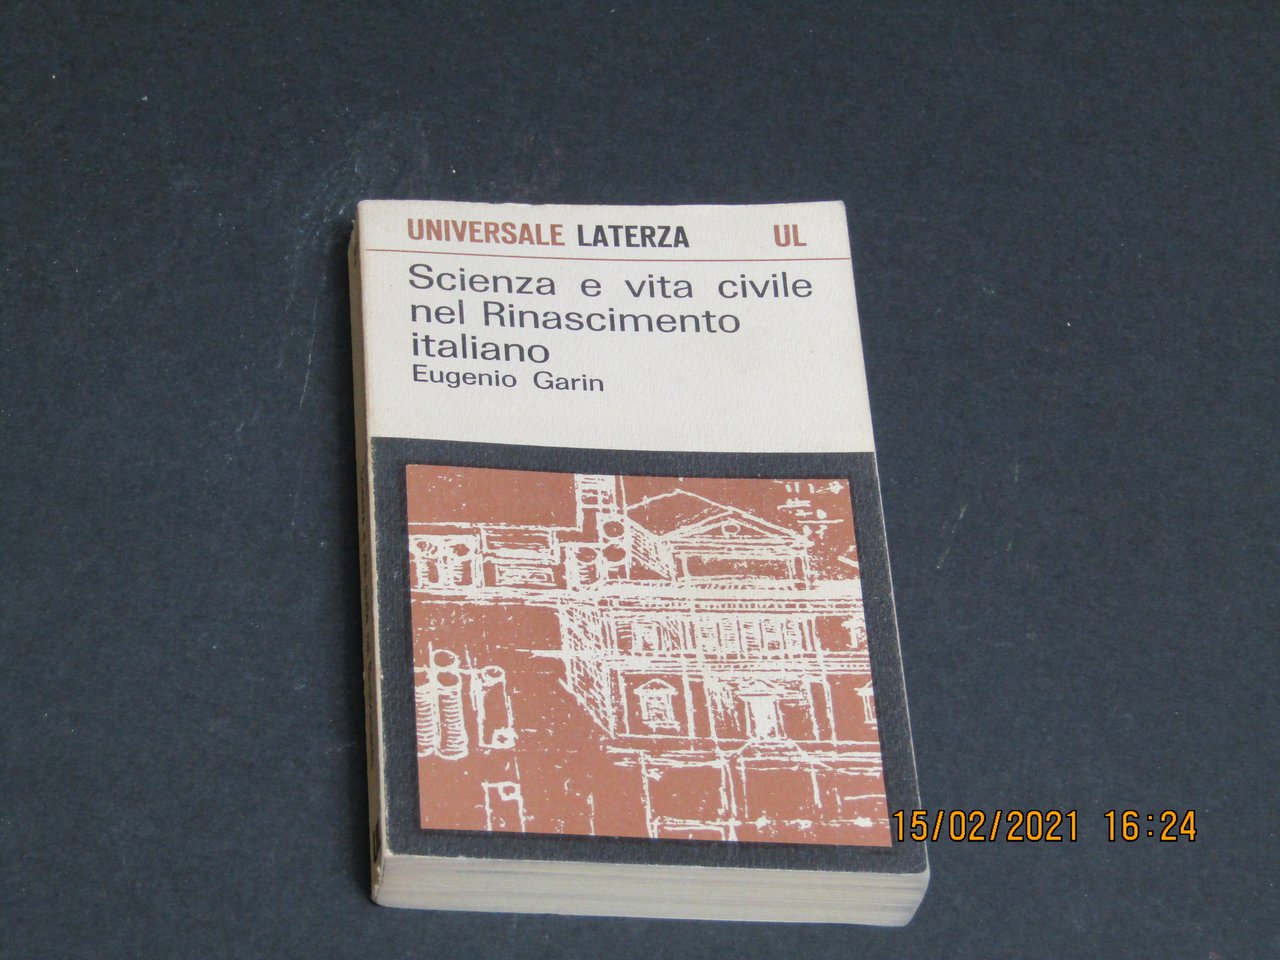 UNIVERSALE LATERZA UL
Scienza e vita civile
nel Rinascimento
italiano
Eugenio Garin
15/02/2021 16:24